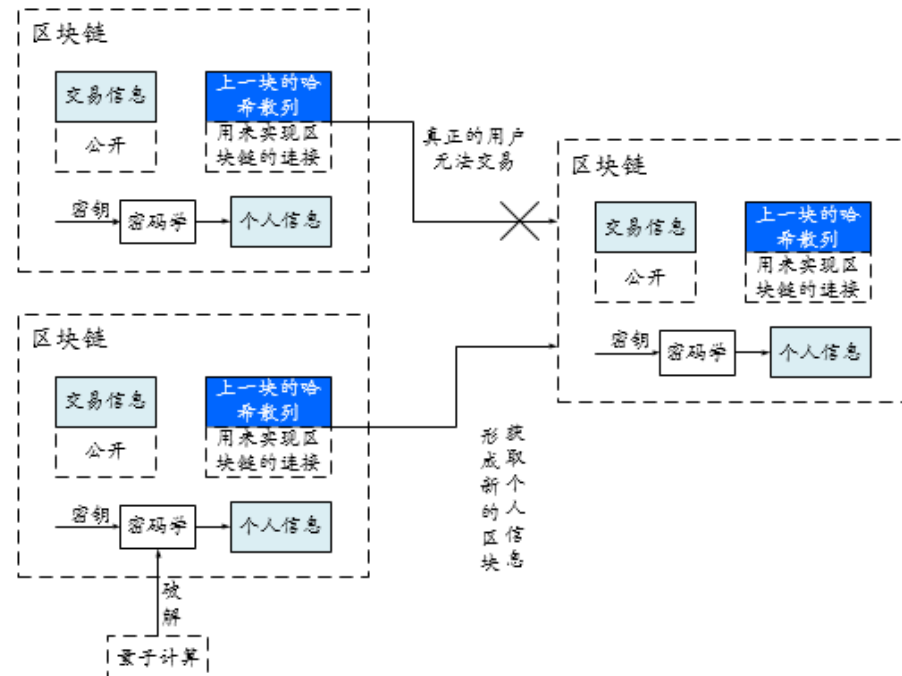 区块链
交易信息
公开
上一块的哈
希散列
用来实现区
块链的连接
密钥
密码学
个人信息
真正的用户
无法交易
区块链
交易信息
公开
上一块的哈
希散列
用来实现区
块链的连接
密钥
密码学
个人信息
区块链
交易信息
公开
上一块的哈
希散列
用来实现区
块链的连接
密钥
密码学
个人信息
获取个人信息
形成新的区块
破解
量子计算